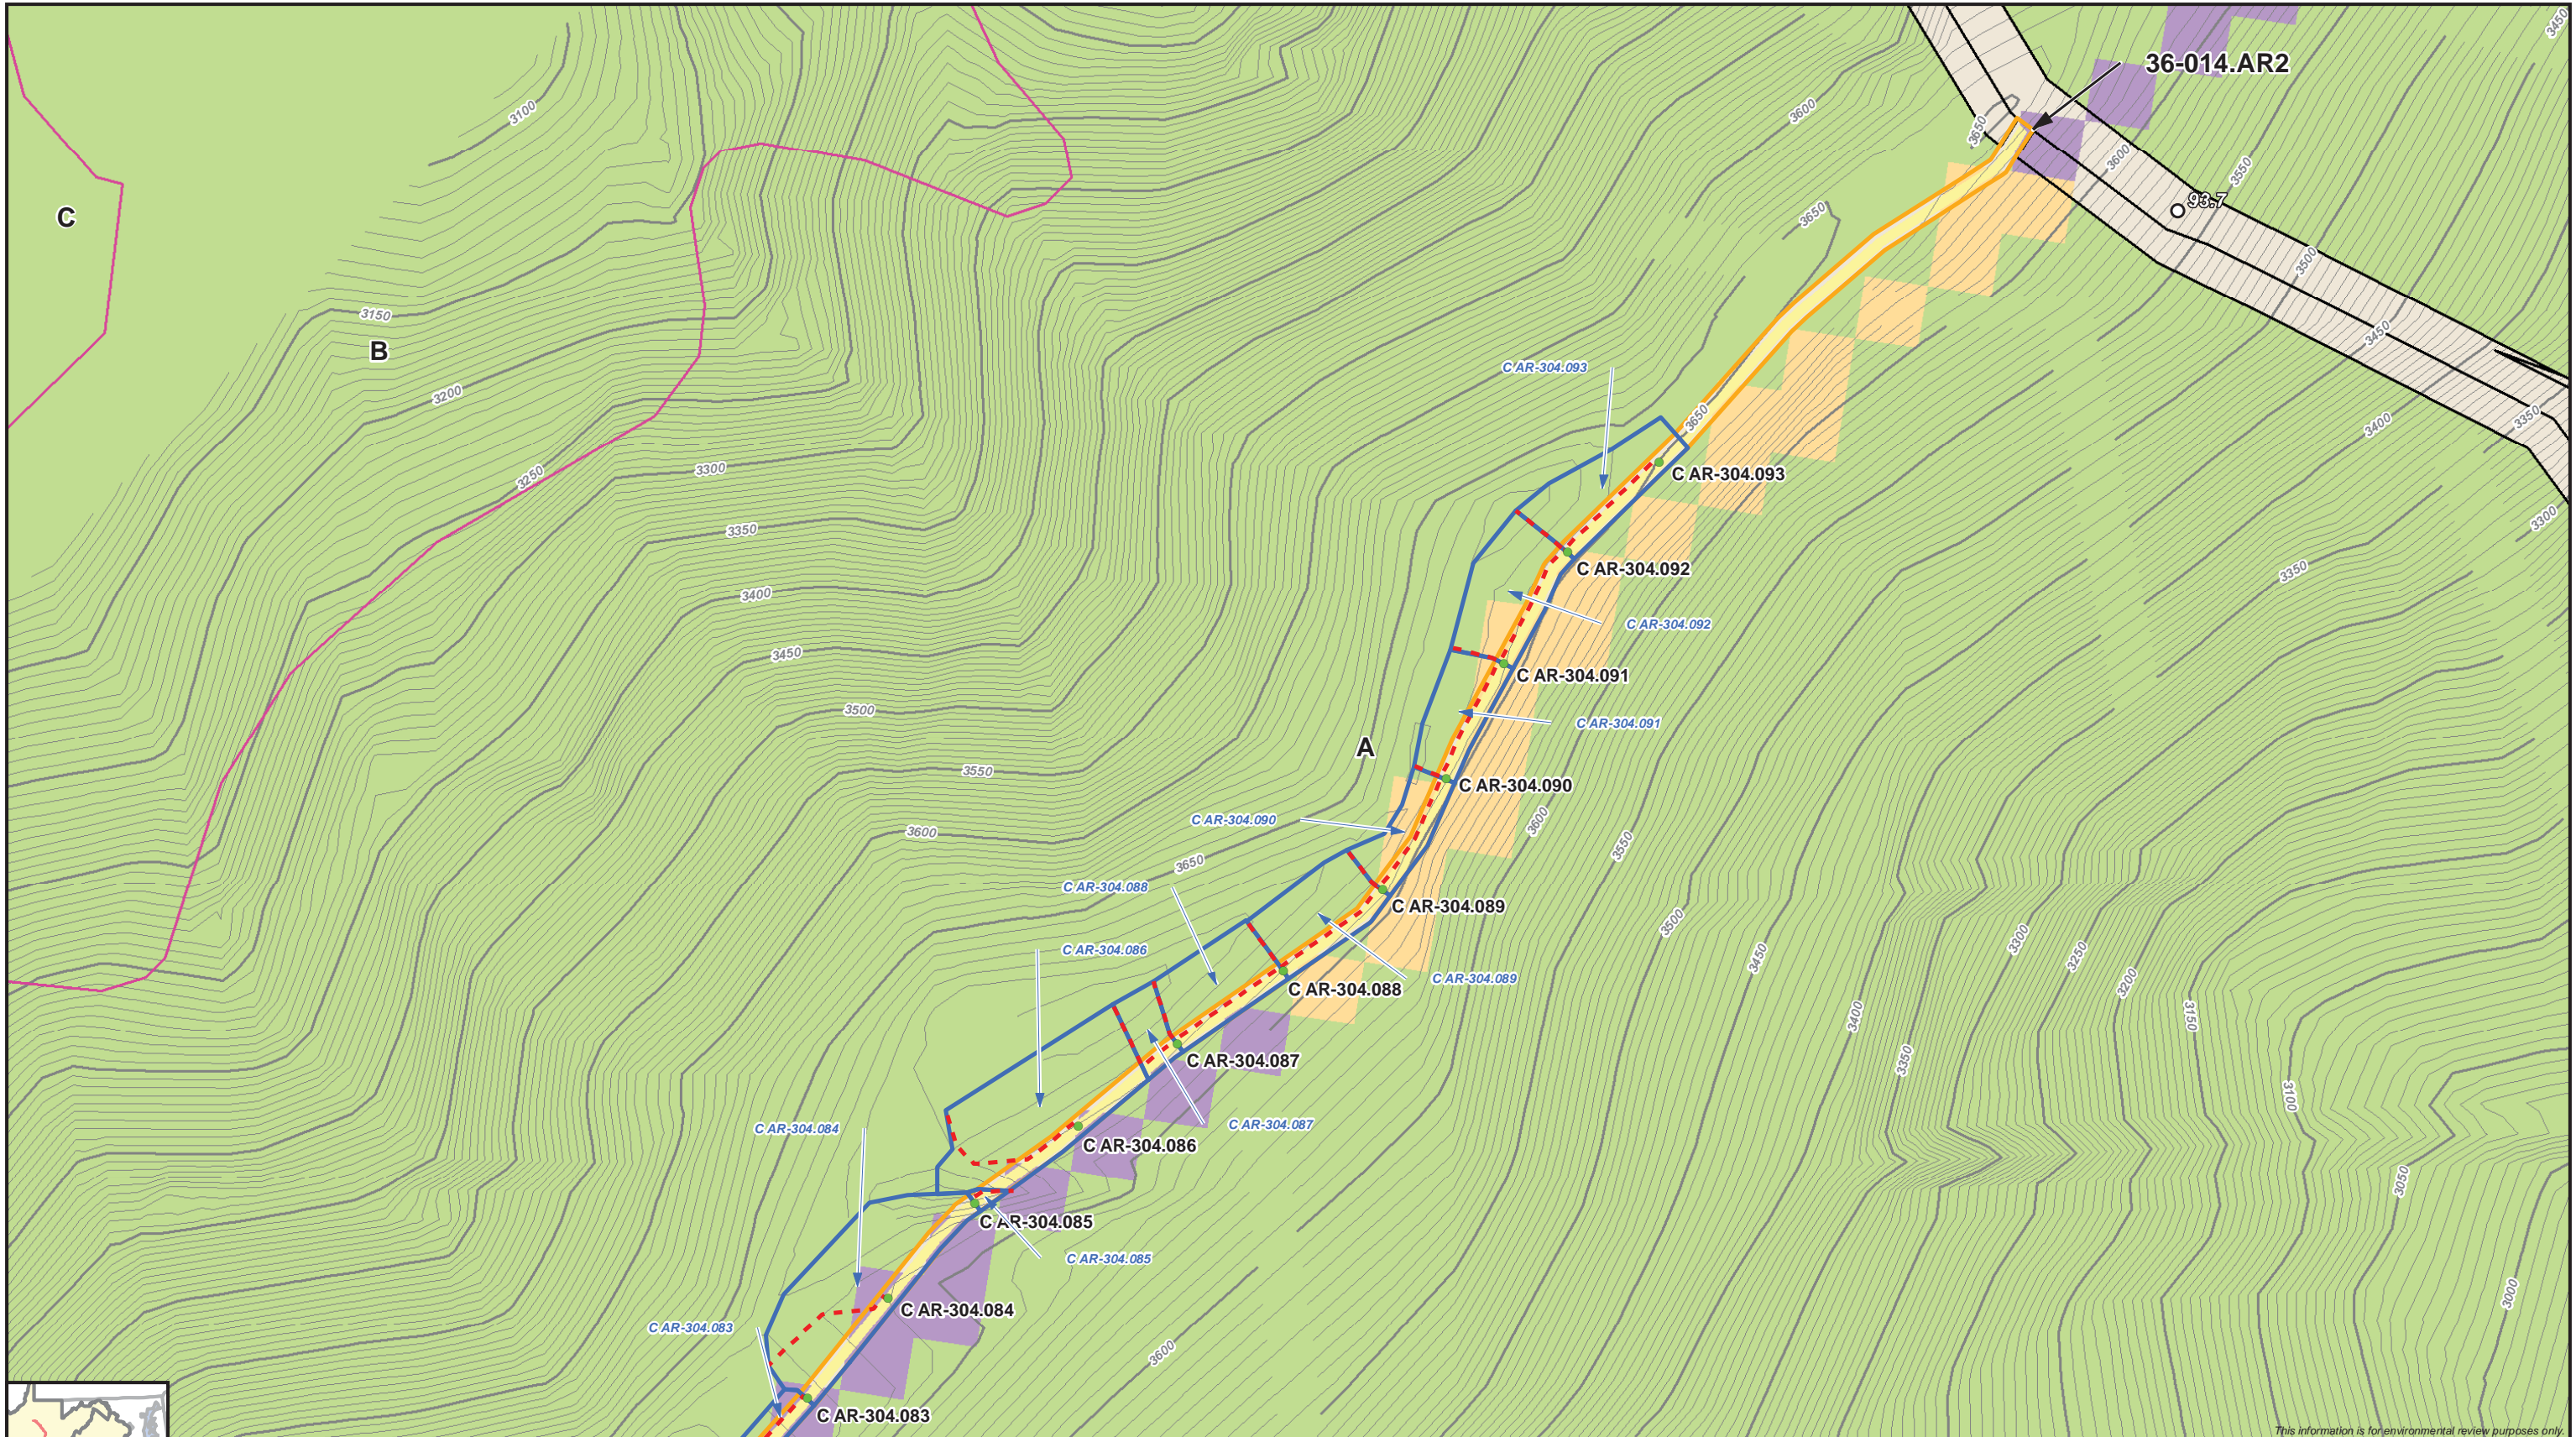 3450
36-014.AR2
3100
3600
3650
3600
3550
93.7
3650
C
3500
3150
B
3450
C AR-304.093
3200
3350
3650
3400
3300
C AR-304.093
3250
3300
3350
C AR-304.092
3350
3400
C AR-304.092
3450
C AR-304.091
3500
C AR-304.091
A
3550
C AR-304.090
C AR-304.090
3600
3600
3550
3650
C AR-304.088
C AR-304.089
3500
C AR-304.086
3450
3300
3250
C AR-304.089
3200
C AR-304.088
3400
3150
C AR-304.087
3350
3100
C AR-304.084
C AR-304.087
C AR-304.086
3050
C AR-304.085
C AR-304.085
3000
C AR-304.084
C AR-304.083
3600
C AR-304.083
This information is for environmental review purposes only.